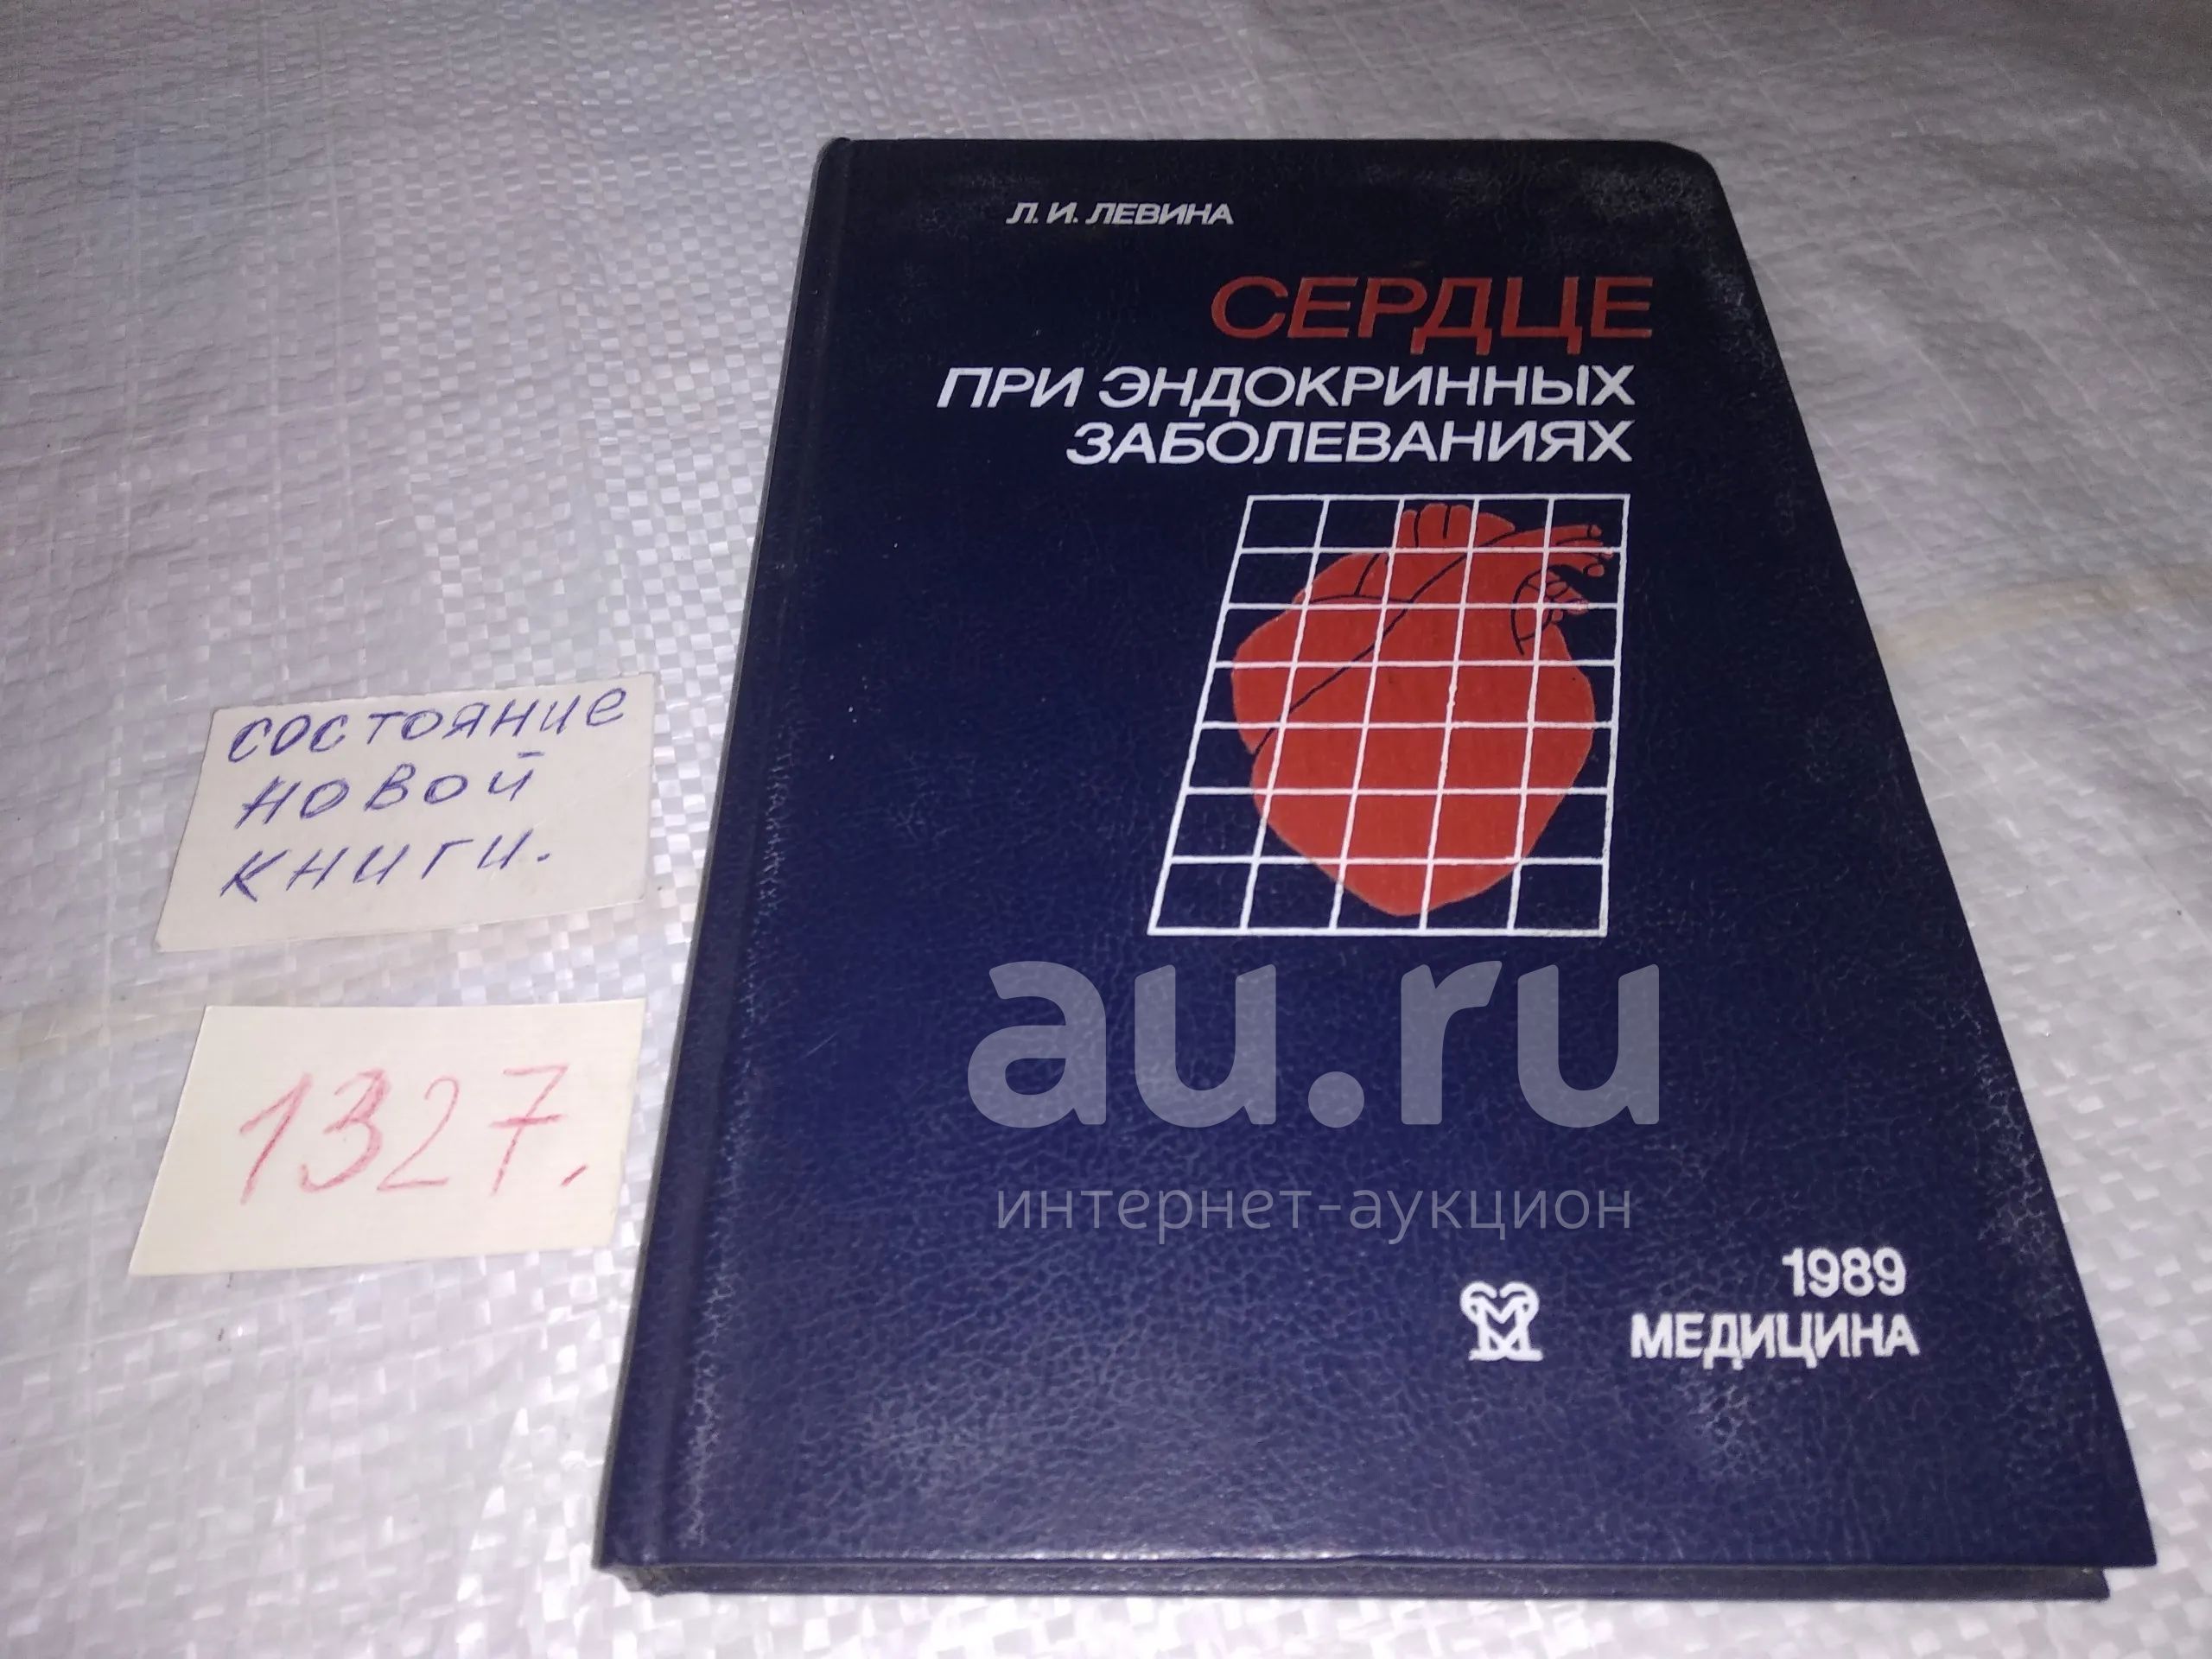 Л. И. ЛЕВИНА
СЕРДЦЕ
ПРИ ЭНДОКРИННЫХ
ЗАБОЛЕВАНИЯХ
состояние
новой
книги.
1327.
au.ru
интернет-аукцион
1989
МЕДИЦИНА